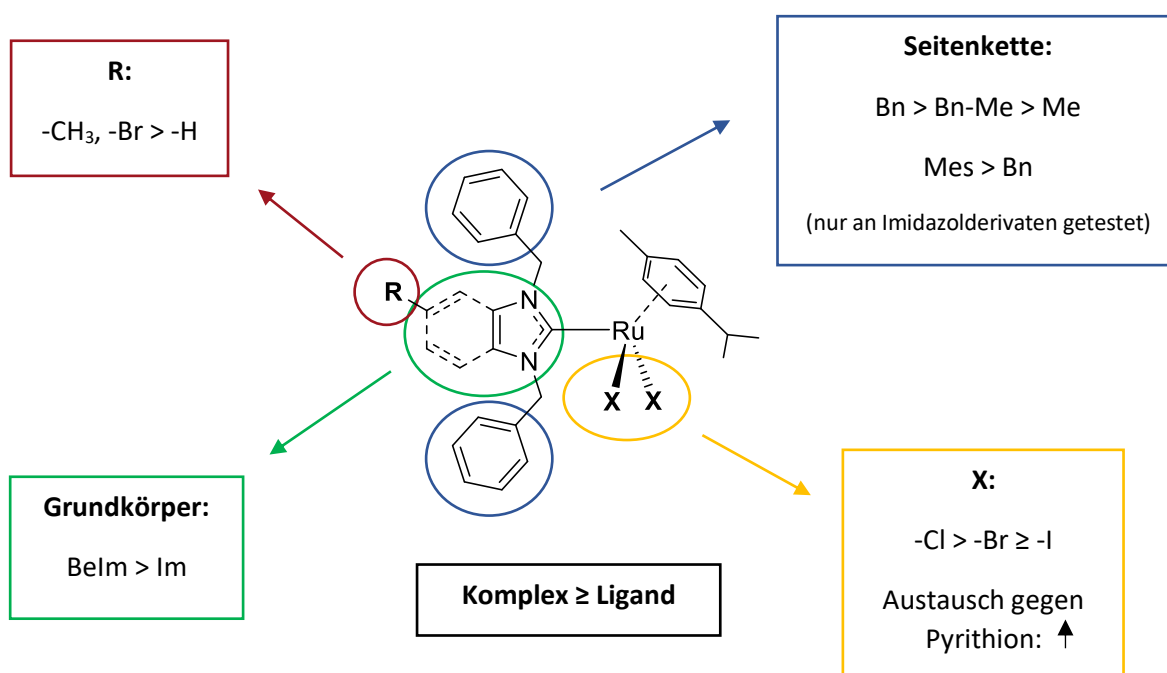 R:
-CH₃, -Br > -H
Seitenkette:
Bn > Bn-Me > Me
Mes > Bn
(nur an Imidazolderivaten getestet)
R
N
N
Ru
X X
Grundkörper:
BeIm > Im
Komplex ≥ Ligand
X:
-Cl > -Br ≥ -I
Austausch gegen
Pyrithion: ↑